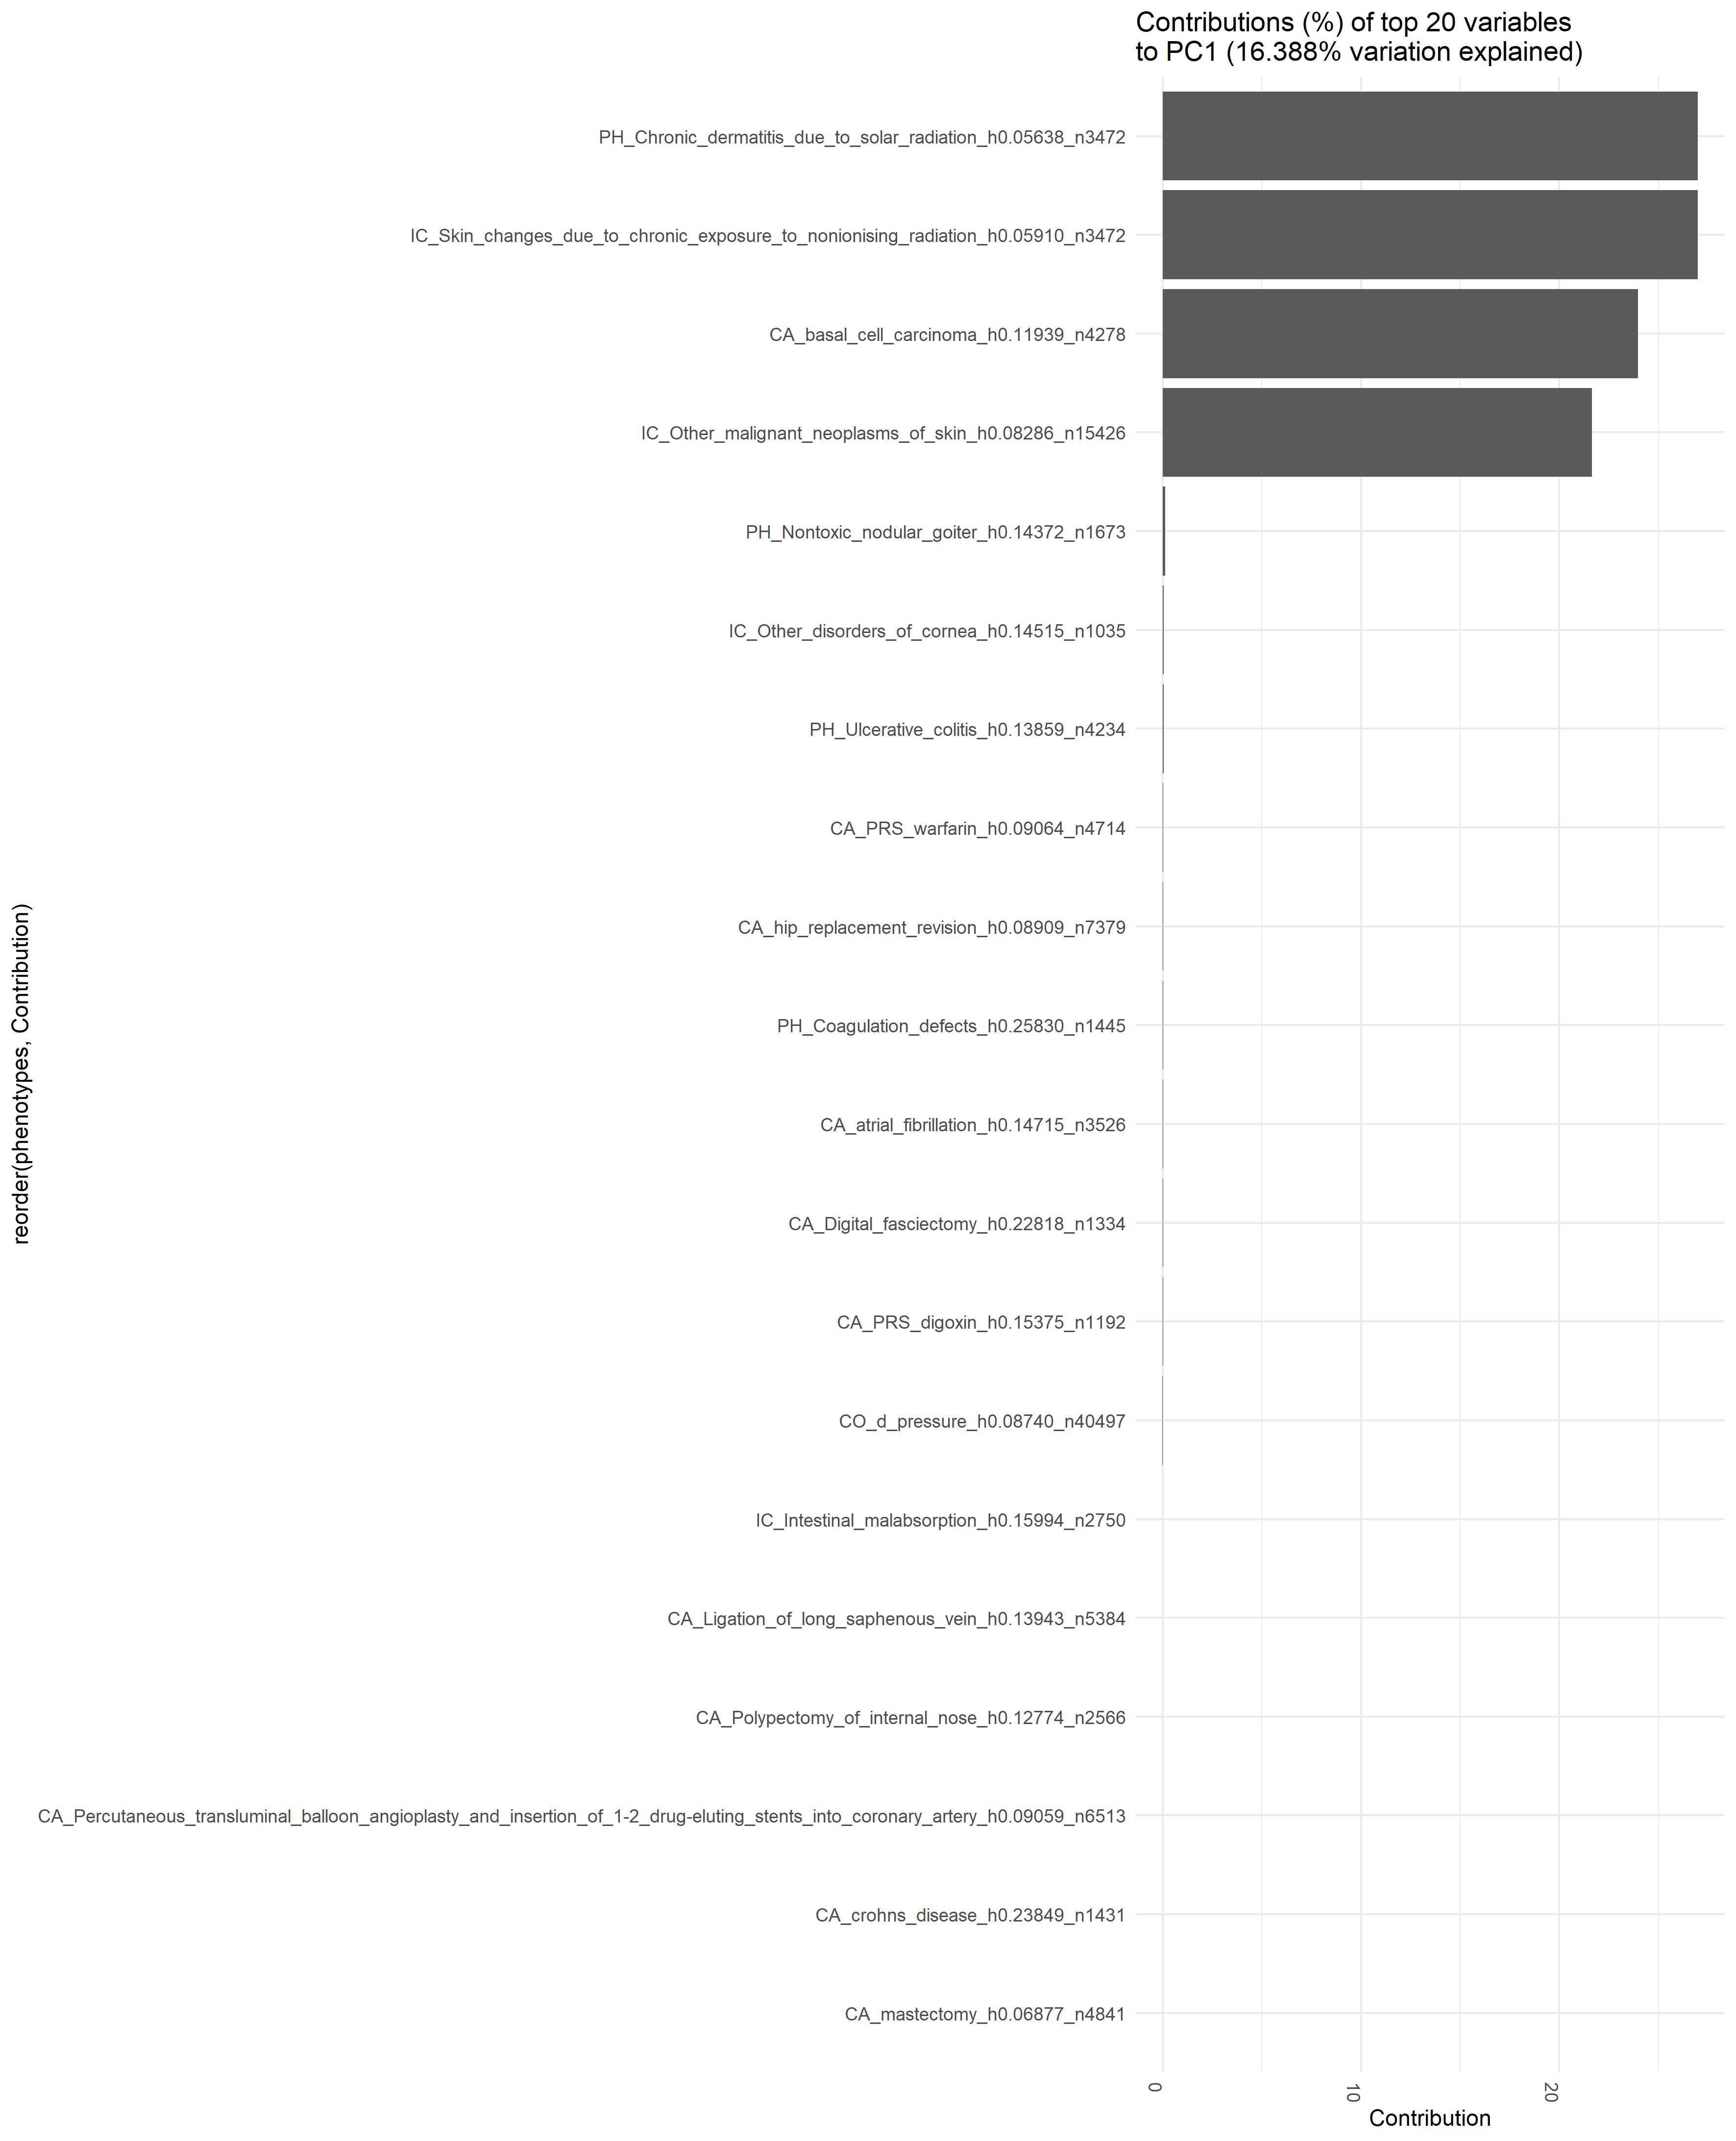 Contributions (%) of top 20 variables
to PC1 (16.388% variation explained)
PH_Chronic_dermatitis_due_to_solar_radiation_h0.05638_n3472
IC_Skin_changes_due_to_chronic_exposure_to_nonionising_radiation_h0.05910_n3472
CA_basal_cell_carcinoma_h0.11939_n4278
IC_Other_malignant_neoplasms_of_skin_h0.08286_n15426
PH_Nontoxic_nodular_goiter_h0.14372_n1673
IC_Other_disorders_of_cornea_h0.14515_n1035
PH_Ulcerative_colitis_h0.13859_n4234
CA_PRS_warfarin_h0.09064_n4714
CA_hip_replacement_revision_h0.08909_n7379
PH_Coagulation_defects_h0.25830_n1445
CA_atrial_fibrillation_h0.14715_n3526
CA_Digital_fasciectomy_h0.22818_n1334
CA_PRS_digoxin_h0.15375_n1192
CO_d_pressure_h0.08740_n40497
IC_Intestinal_malabsorption_h0.15994_n2750
CA_Ligation_of_long_saphenous_vein_h0.13943_n5384
CA_Polypectomy_of_internal_nose_h0.12774_n2566
CA_Percutaneous_transluminal_balloon_angioplasty_and_insertion_of_1-2_drug-eluting_stents_into_coronary_artery_h0.09059_n6513
CA_crohns_disease_h0.23849_n1431
CA_mastectomy_h0.06877_n4841
reorder(phenotypes, Contribution)
0
10
20
Contribution